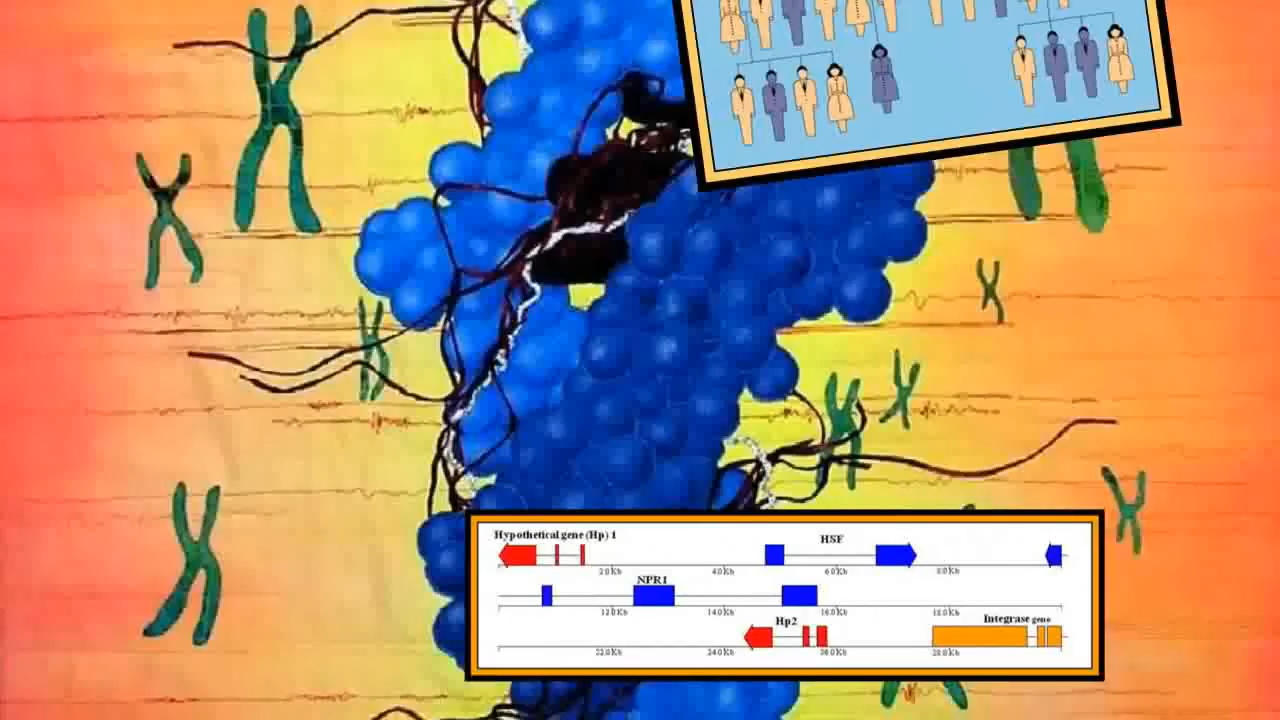 Hypothetical gene (Hp) 1
HSF
20Kb 40Kb 60Kb 80Kb
NPR1
120Kb 140Kb 160Kb 180Kb
Hp2
Integrase gene
220Kb 240Kb 260Kb 280Kb